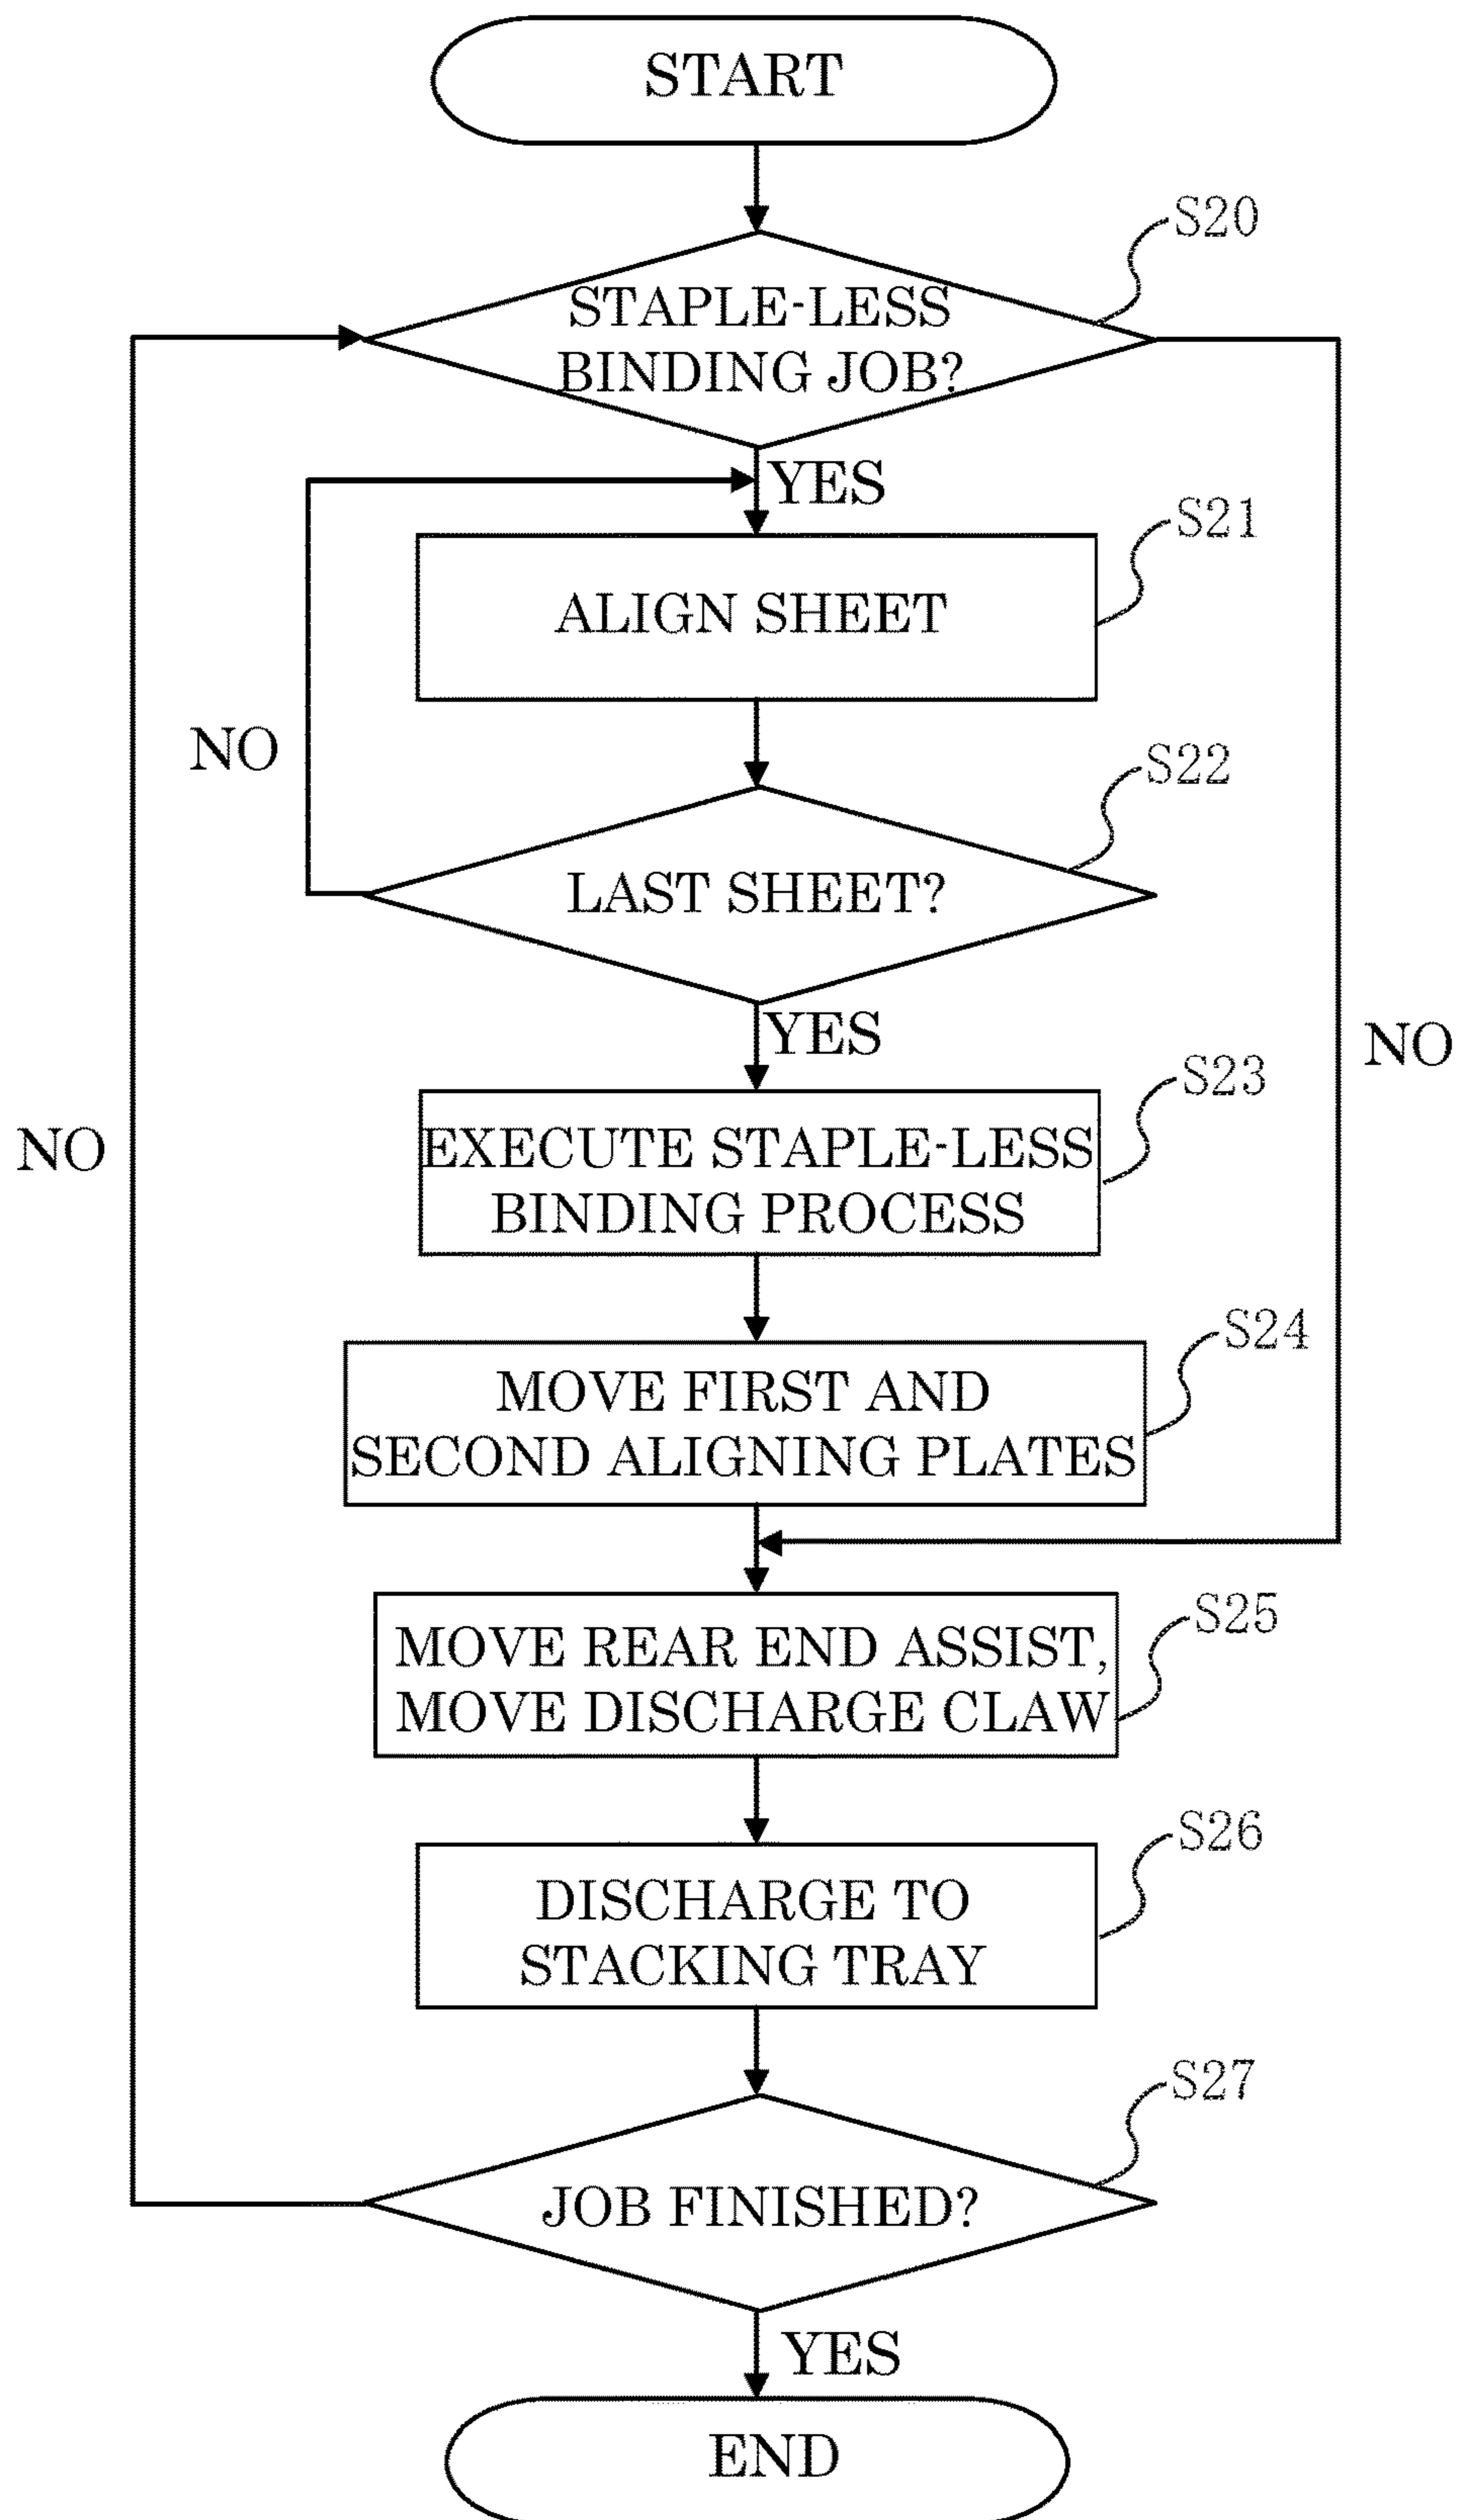 START
S20
STAPLE-LESS
BINDING JOB?
YES
S21
ALIGN SHEET
NO
S22
LAST SHEET?
YES
NO
S23
EXECUTE STAPLE-LESS
BINDING PROCESS
NO
S24
MOVE FIRST AND
SECOND ALIGNING PLATES
S25
MOVE REAR END ASSIST,
MOVE DISCHARGE CLAW
S26
DISCHARGE TO
STACKING TRAY
S27
JOB FINISHED?
YES
END